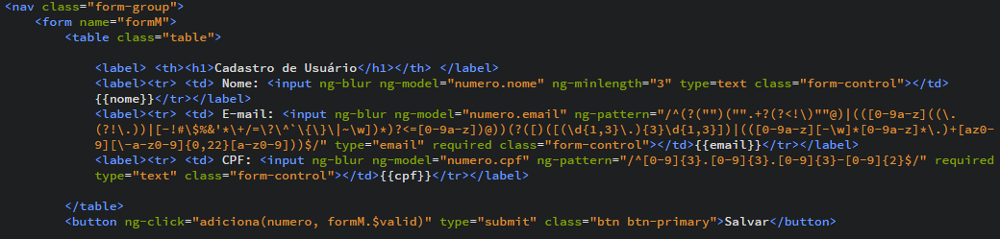 <nav class="form-group">
<form name="formM">
<table class="table">
<label> <th><h1>Cadastro de Usuário</h1></th> </label>
<label><tr> <td> Nome: <input ng-blur ng-model="numero.nome" ng-minlength="3" type=text class="form-control"></td>
{{nome}}</tr></label>
<label><tr> <td> E-mail: <input ng-blur ng-model="numero.email" ng-pattern="/^(?("")("".+?(?<!\)""@)|(([0-9a-z]((\.
(?!\.))|[-!#\$%&'*\+/=\?\^`\{\}\|~\w])*)?<=[0-9a-z])@))(?([)([(\d{1,3}\.){3}\d{1,3}])|(([0-9a-z][-\w]*[0-9a-z]*\.)+[az0-
9][\-a-z0-9]{0,22}[a-z0-9]))$/" type="email" required class="form-control"></td>{{email}}</tr></label>
<label><tr> <td> CPF: <input ng-blur ng-model="numero.cpf" ng-pattern="/^[0-9]{3}.[0-9]{3}.[0-9]{3}-[0-9]{2}$/" required
type="text" class="form-control"></td>{{cpf}}</tr></label>
</table>
<button ng-click="adiciona(numero, formM.$valid)" type="submit" class="btn btn-primary">Salvar</button>